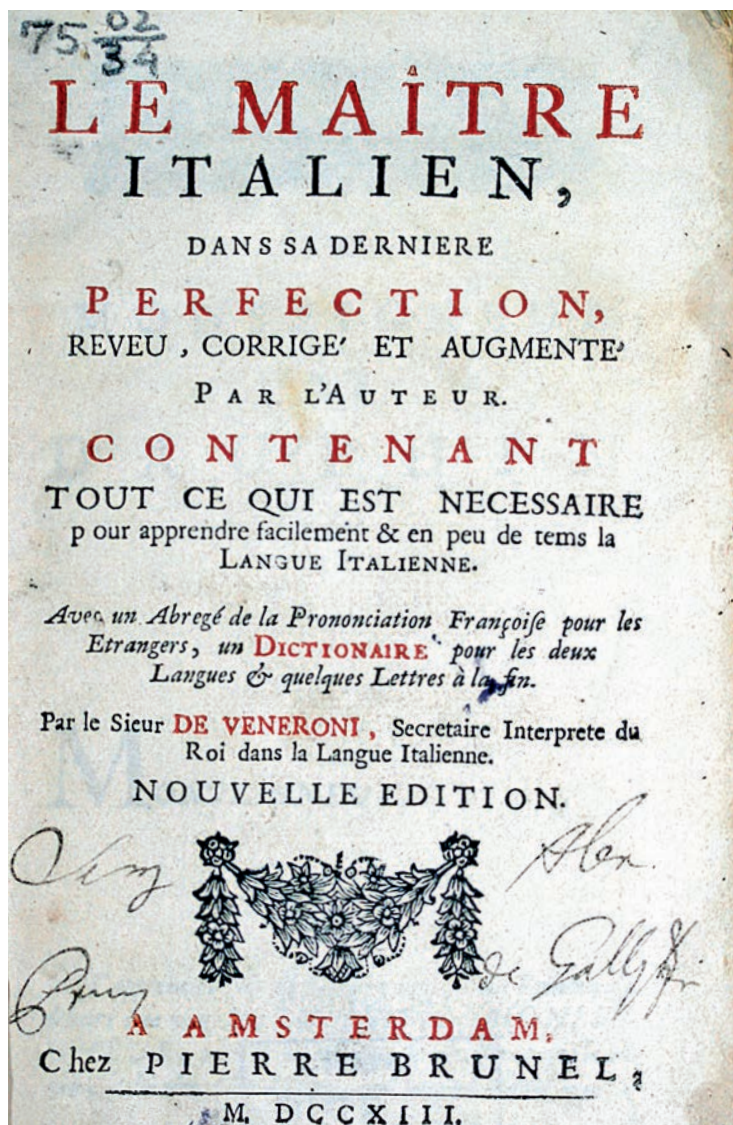 75.02
34
LE MAÎTRE
ITALIEN,
DANS SA DERNIERE
PERFECTION,
REVEU, CORRIGE' ET AUGMENTE'
PAR L'AUTEUR.
CONTENANT
TOUT CE QUI EST NECESSAIRE
pour apprendre facilement & en peu de tems la
LANGUE ITALIENNE.
Avec un Abregé de la Prononciation Françoiſe pour les
Etrangers, un DICTIONAIRE pour les deux
Langues & quelques Lettres à la fin.
Par le Sieur DE VENERONI, Secretaire Interprete du
Roi dans la Langue Italienne.
NOUVELLE EDITION.
Alex
de
A AMSTERDAM,
Chez PIERRE BRUNEL,
M. DCCXIII.